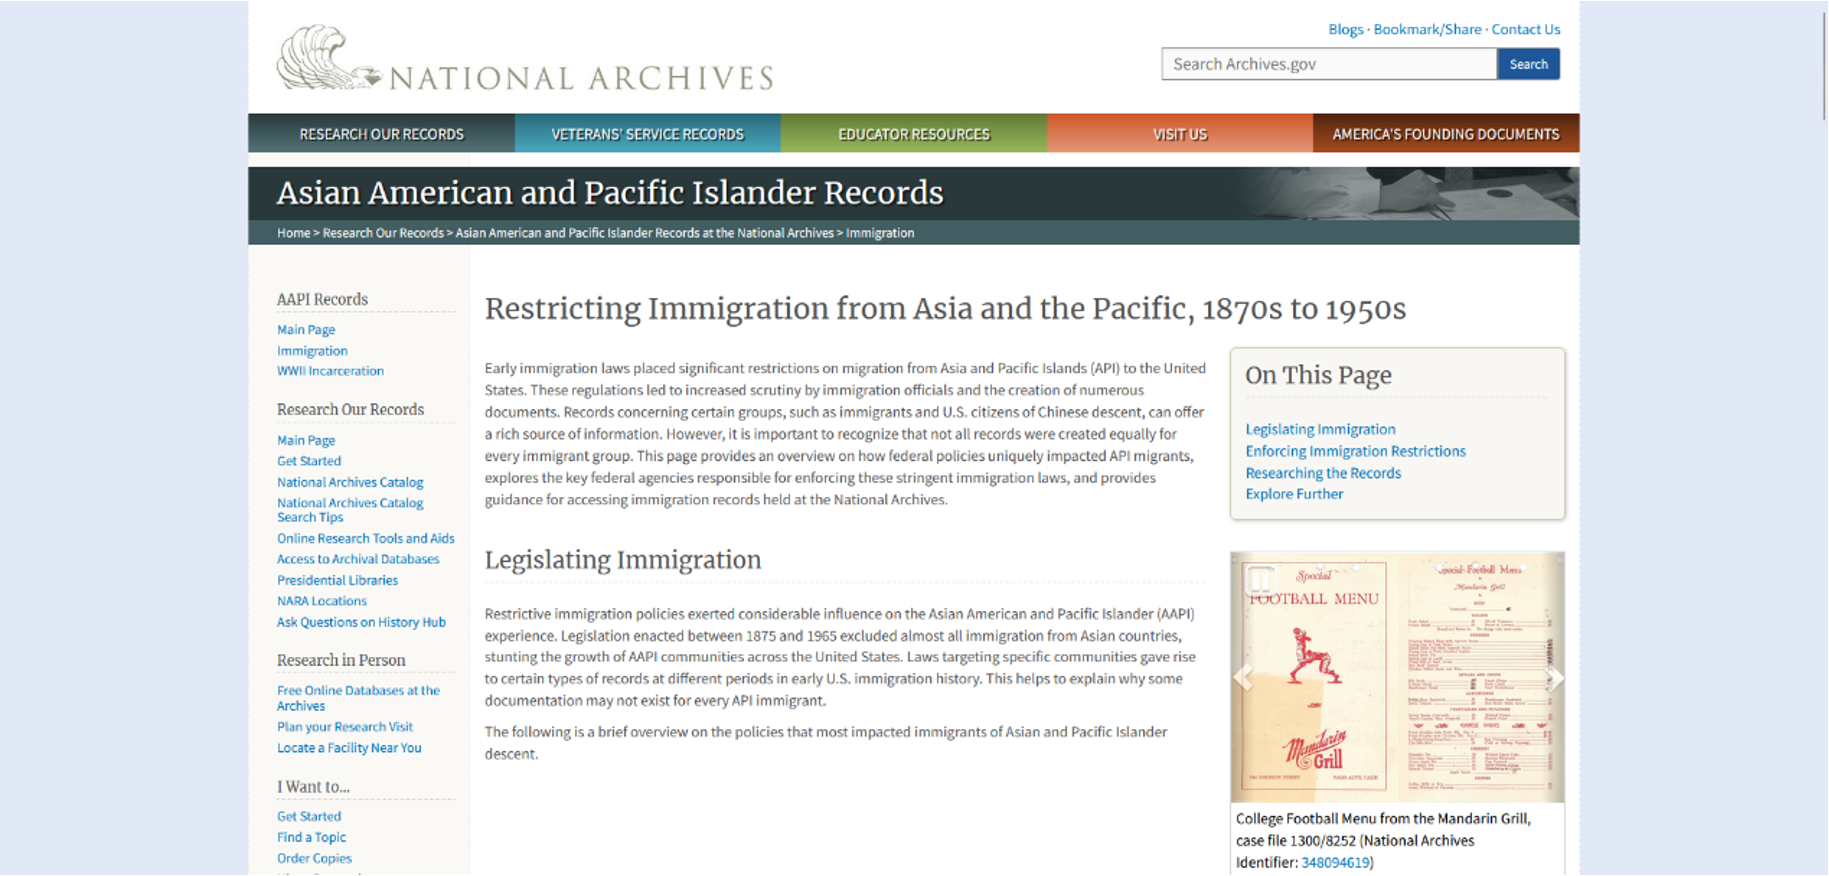 Blogs · Bookmark/Share · Contact Us
NATIONAL ARCHIVES
Search Archives.gov
Search
RESEARCH OUR RECORDS
VETERANS' SERVICE RECORDS
EDUCATOR RESOURCES
VISIT US
AMERICA'S FOUNDING DOCUMENTS
Asian American and Pacific Islander Records
Home > Research Our Records > Asian American and Pacific Islander Records at the National Archives > Immigration
AAPI Records
Main Page
Immigration
WWII Incarceration
Research Our Records
Main Page
Get Started
National Archives Catalog
National Archives Catalog
Search Tips
Online Research Tools and Aids
Access to Archival Databases
Presidential Libraries
NARA Locations
Ask Questions on History Hub
Research in Person
Free Online Databases at the
Archives
Plan your Research Visit
Locate a Facility Near You
I Want to...
Get Started
Find a Topic
Order Copies
Restricting Immigration from Asia and the Pacific, 1870s to 1950s
Early immigration laws placed significant restrictions on migration from Asia and Pacific Islands (API) to the United
States. These regulations led to increased scrutiny by immigration officials and the creation of numerous
documents. Records concerning certain groups, such as immigrants and U.S. citizens of Chinese descent, can offer
a rich source of information. However, it is important to recognize that not all records were created equally for
every immigrant group. This page provides an overview on how federal policies uniquely impacted API migrants,
explores the key federal agencies responsible for enforcing these stringent immigration laws, and provides
guidance for accessing immigration records held at the National Archives.
Legislating Immigration
Restrictive immigration policies exerted considerable influence on the Asian American and Pacific Islander (AAPI)
experience. Legislation enacted between 1875 and 1965 excluded almost all immigration from Asian countries,
stunting the growth of AAPI communities across the United States. Laws targeting specific communities gave rise
to certain types of records at different periods in early U.S. immigration history. This helps to explain why some
documentation may not exist for every API immigrant.
The following is a brief overview on the policies that most impacted immigrants of Asian and Pacific Islander
descent.
On This Page
Legislating Immigration
Enforcing Immigration Restrictions
Researching the Records
Explore Further
Special
FOOTBALL MENU
Mandarin
Grill
PALO ALTO, CALIF.
Special Football Menu
Mandarin Grill
College Football Menu from the Mandarin Grill,
case file 1300/8252 (National Archives
Identifier: 348094619)